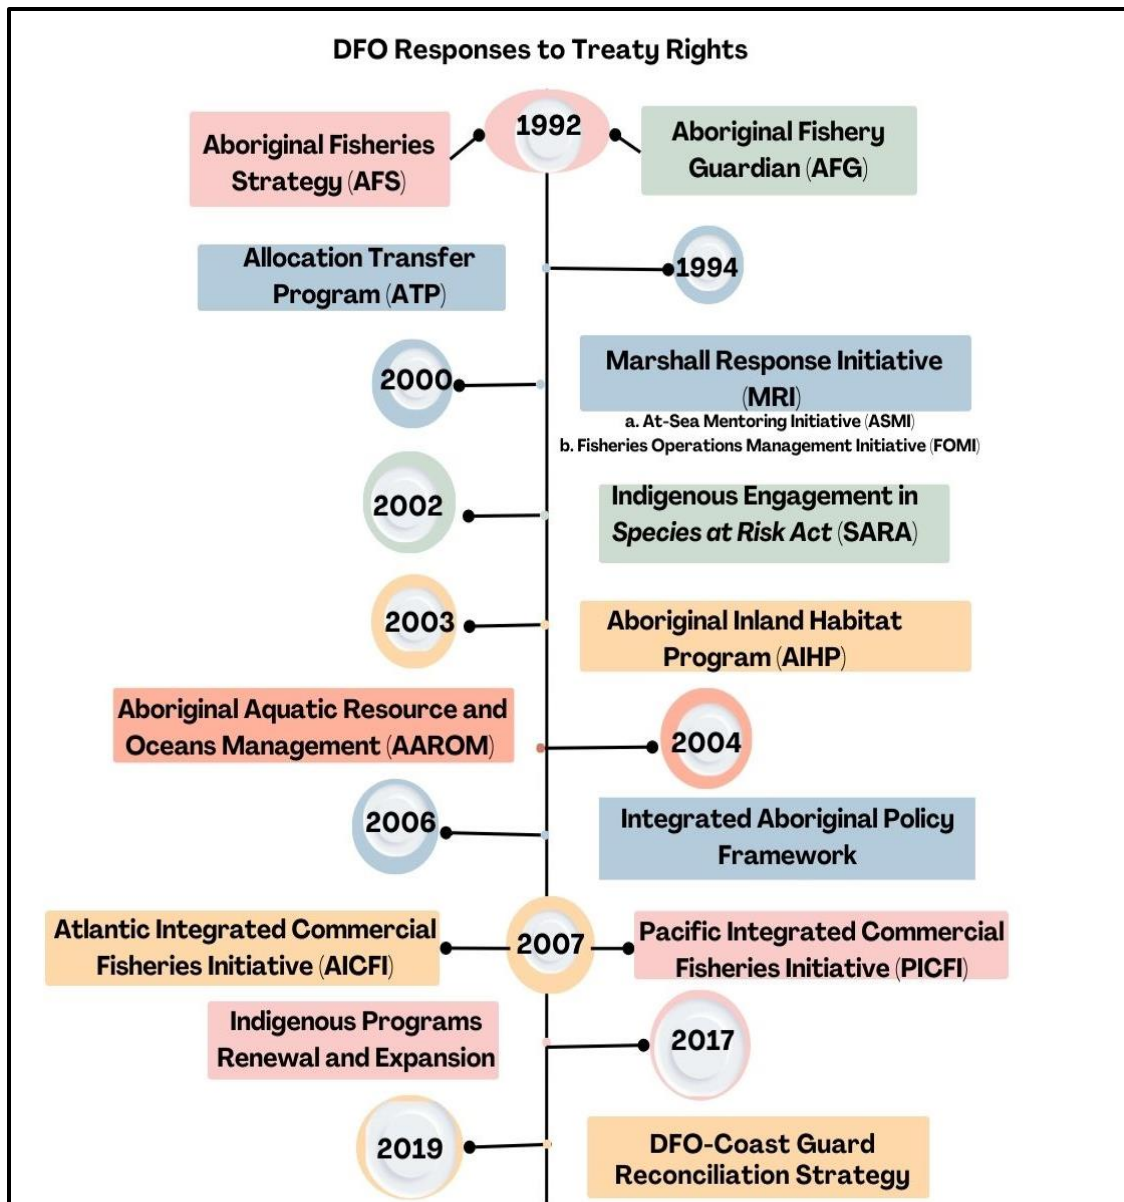 DFO Responses to Treaty Rights
1992
Aboriginal Fisheries
Strategy (AFS)
Aboriginal Fishery
Guardian (AFG)
Allocation Transfer
Program (ATP)
1994
2000
Marshall Response Initiative
(MRI)
a. At-Sea Mentoring Initiative (ASMI)
b. Fisheries Operations Management Initiative (FOMI)
2002
Indigenous Engagement in
Species at Risk Act (SARA)
2003
Aboriginal Inland Habitat
Program (AIHP)
Aboriginal Aquatic Resource and
Oceans Management (AAROM)
2004
2006
Integrated Aboriginal Policy
Framework
Atlantic Integrated Commercial
Fisheries Initiative (AICFI)
2007
Pacific Integrated Commercial
Fisheries Initiative (PICFI)
Indigenous Programs
Renewal and Expansion
2017
2019
DFO-Coast Guard
Reconciliation Strategy